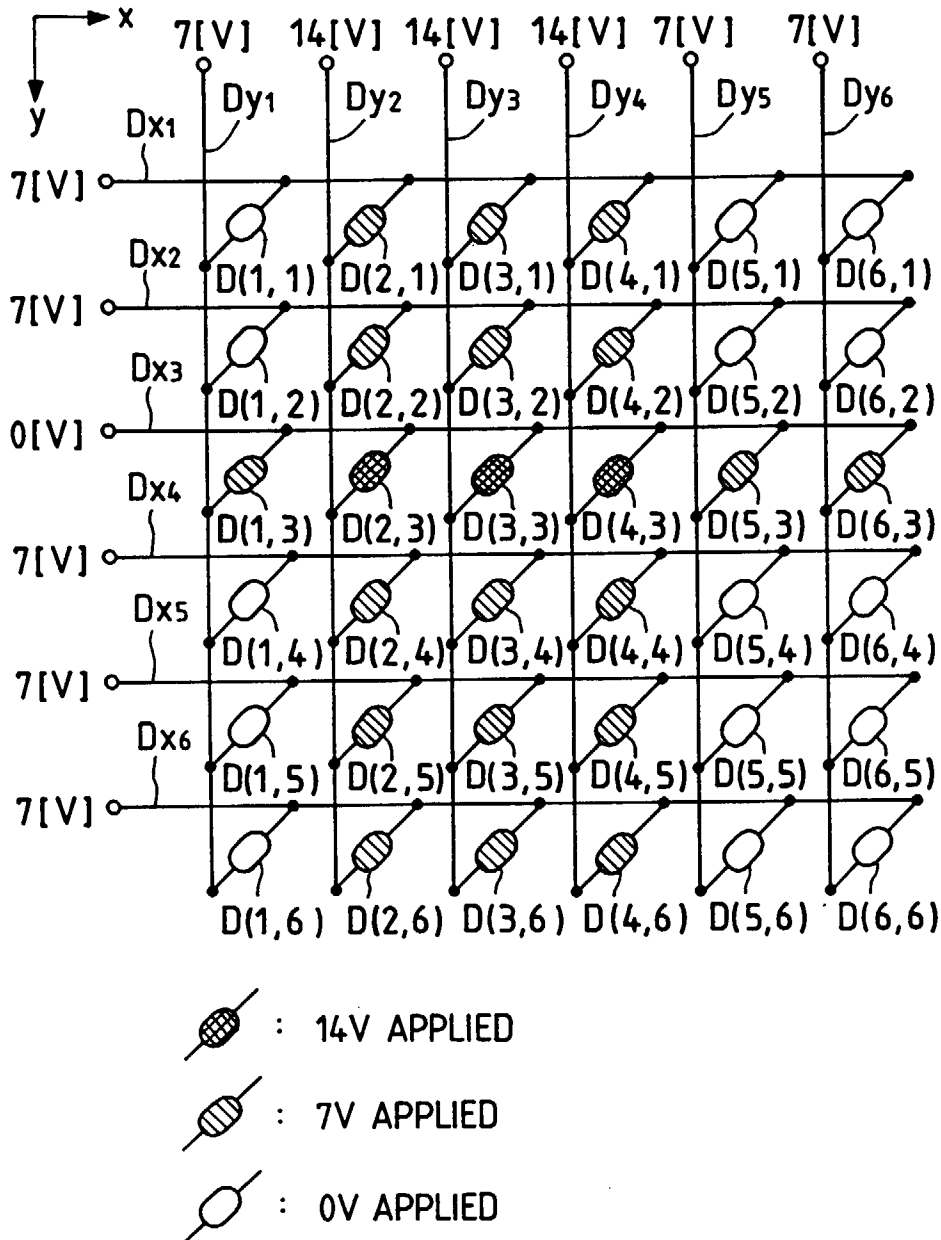 x
7[V] 14[V] 14[V] 14[V] 7[V] 7[V]
y
Dy1 Dy2 Dy3 Dy4 Dy5 Dy6
Dx1
7[V]
D(1,1) D(2,1) D(3,1) D(4,1) D(5,1) D(6,1)
Dx2
7[V]
D(1,2) D(2,2) D(3,2) D(4,2) D(5,2) D(6,2)
Dx3
0[V]
D(1,3) D(2,3) D(3,3) D(4,3) D(5,3) D(6,3)
Dx4
7[V]
D(1,4) D(2,4) D(3,4) D(4,4) D(5,4) D(6,4)
Dx5
7[V]
D(1,5) D(2,5) D(3,5) D(4,5) D(5,5) D(6,5)
Dx6
7[V]
D(1,6) D(2,6) D(3,6) D(4,6) D(5,6) D(6,6)
: 14V APPLIED
: 7V APPLIED
: 0V APPLIED